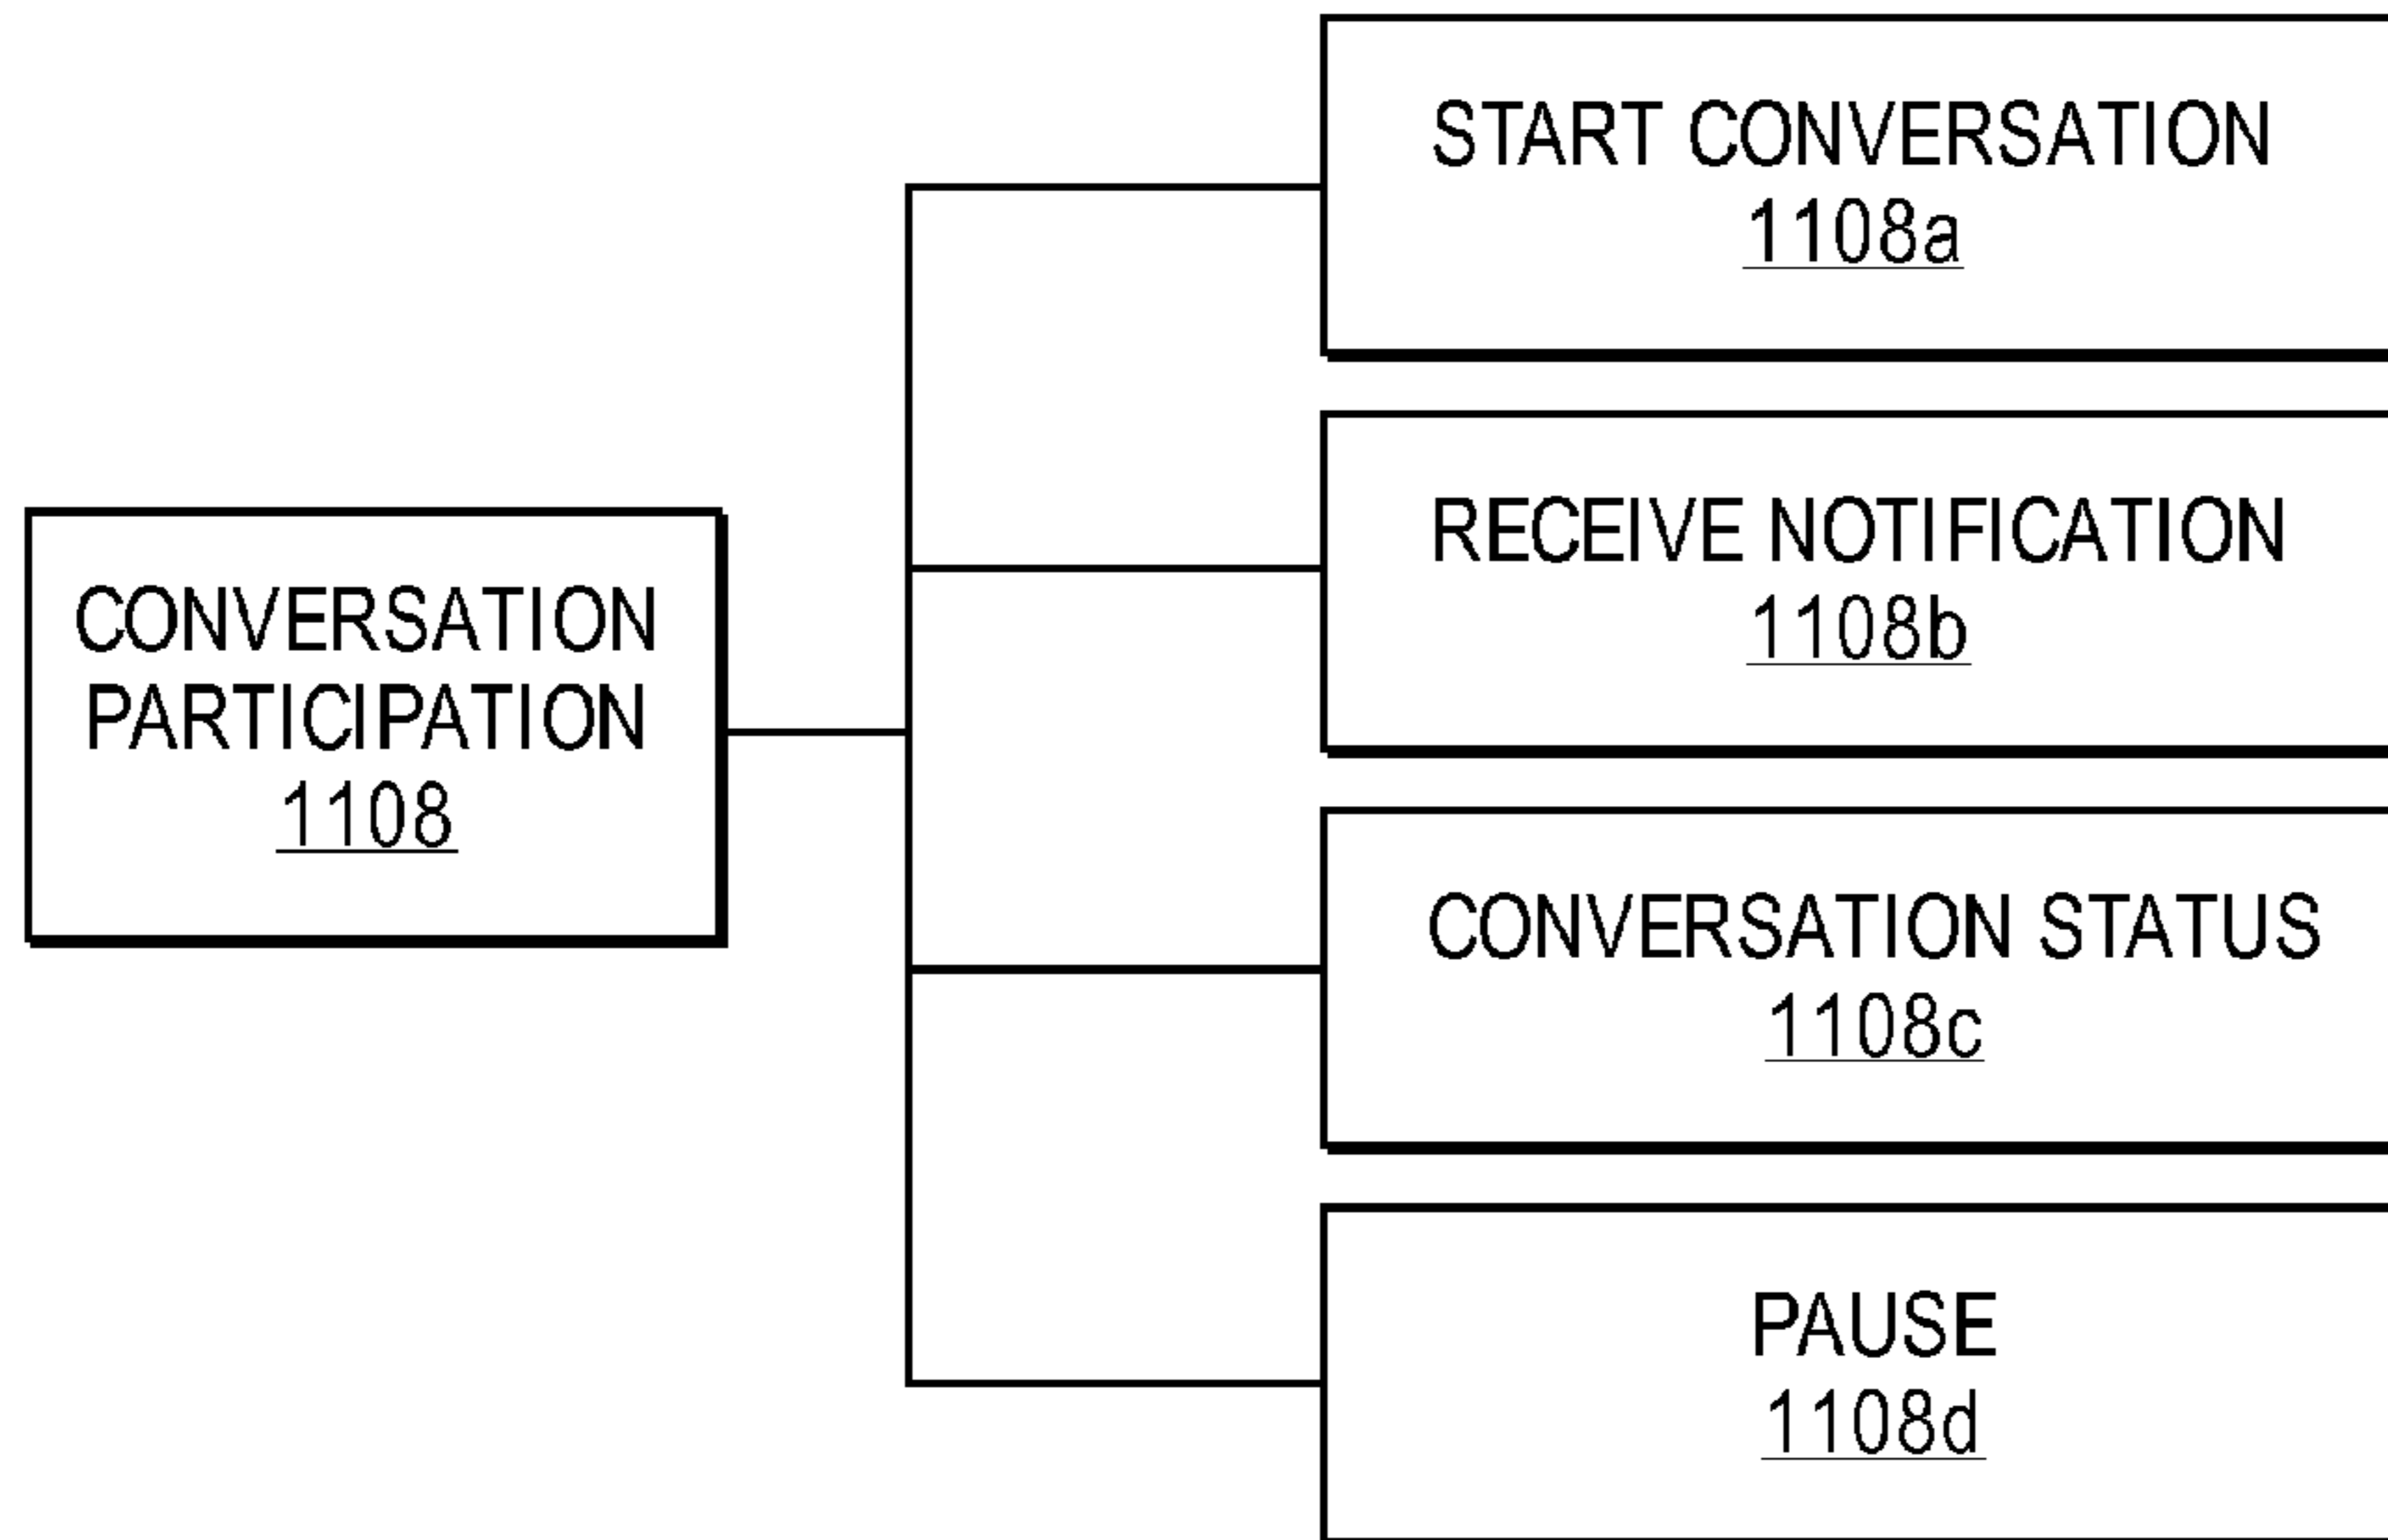 CONVERSATION
PARTICIPATION
1108
START CONVERSATION
1108a
RECEIVE NOTIFICATION
1108b
CONVERSATION STATUS
1108c
PAUSE
1108d